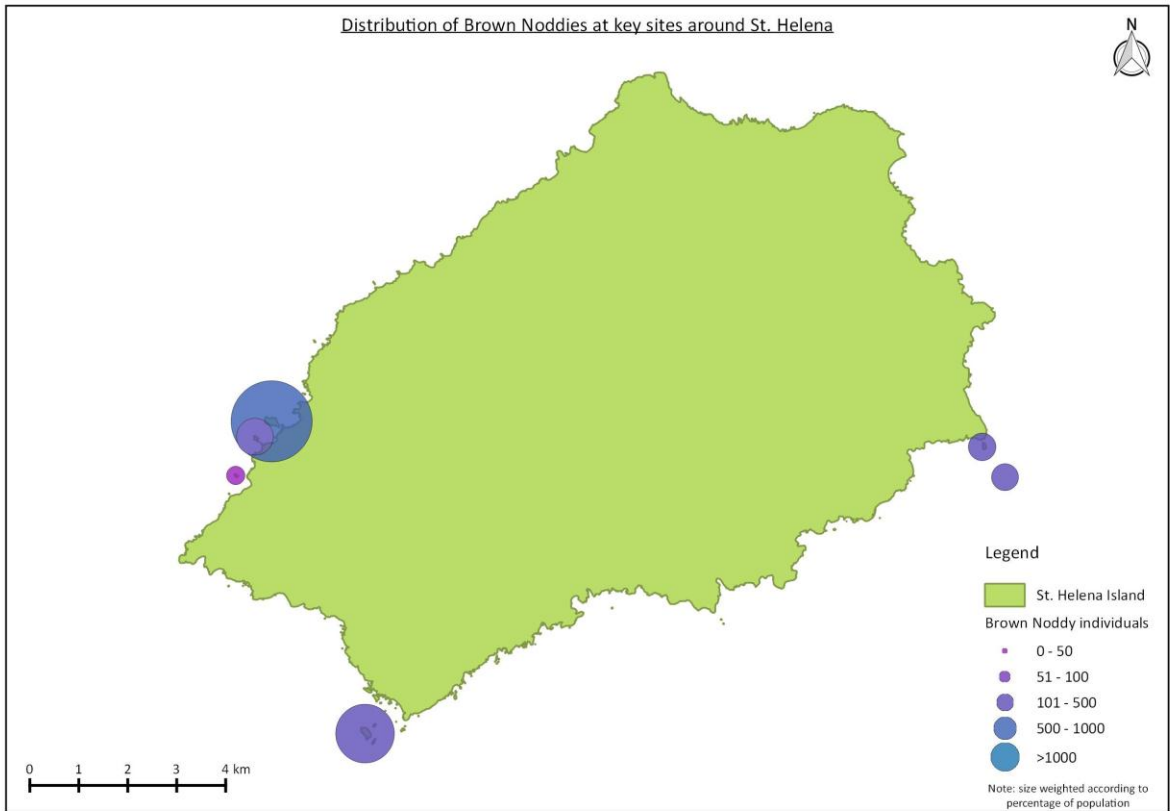 Distribution of Brown Noddies at key sites around St. Helena
N
Legend
St. Helena Island
Brown Noddy individuals
0 - 50
51 - 100
101 - 500
500 - 1000
>1000
Note: size weighted according to
percentage of population
0 1 2 3 4 km